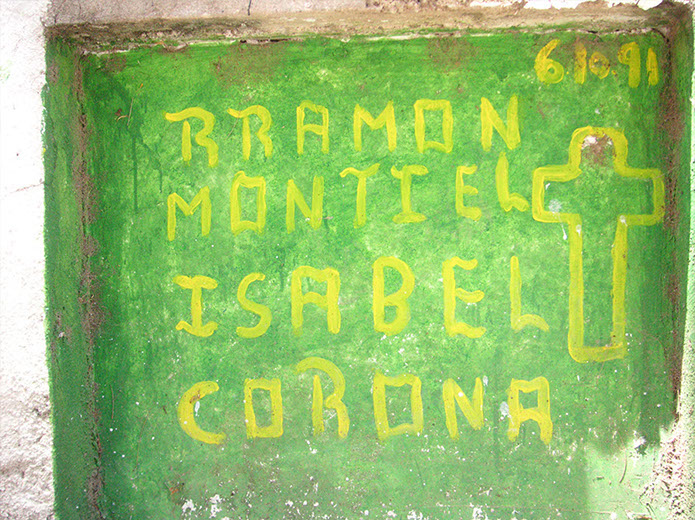 6.10.91
RRAMON
MONTIEL
ISABEL
CORONA